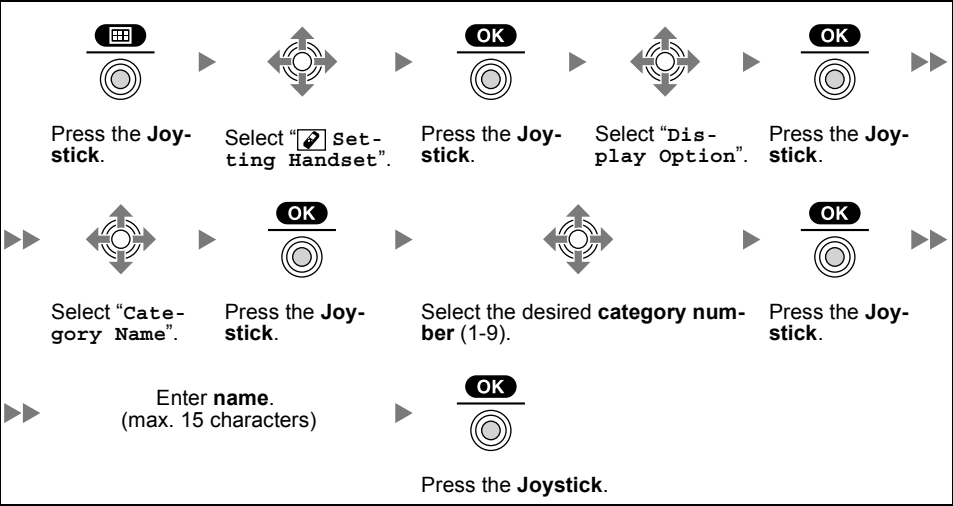 OK OK
Press the Joy-
stick.
Select “ Set-
ting Handset”.
Press the Joy-
stick.
Select “Dis-
play Option”.
Press the Joy-
stick.
OK OK
Select “Cate-
gory Name”.
Press the Joy-
stick.
Select the desired category num-
ber (1-9).
Press the Joy-
stick.
Enter name.
(max. 15 characters)
OK
Press the Joystick.